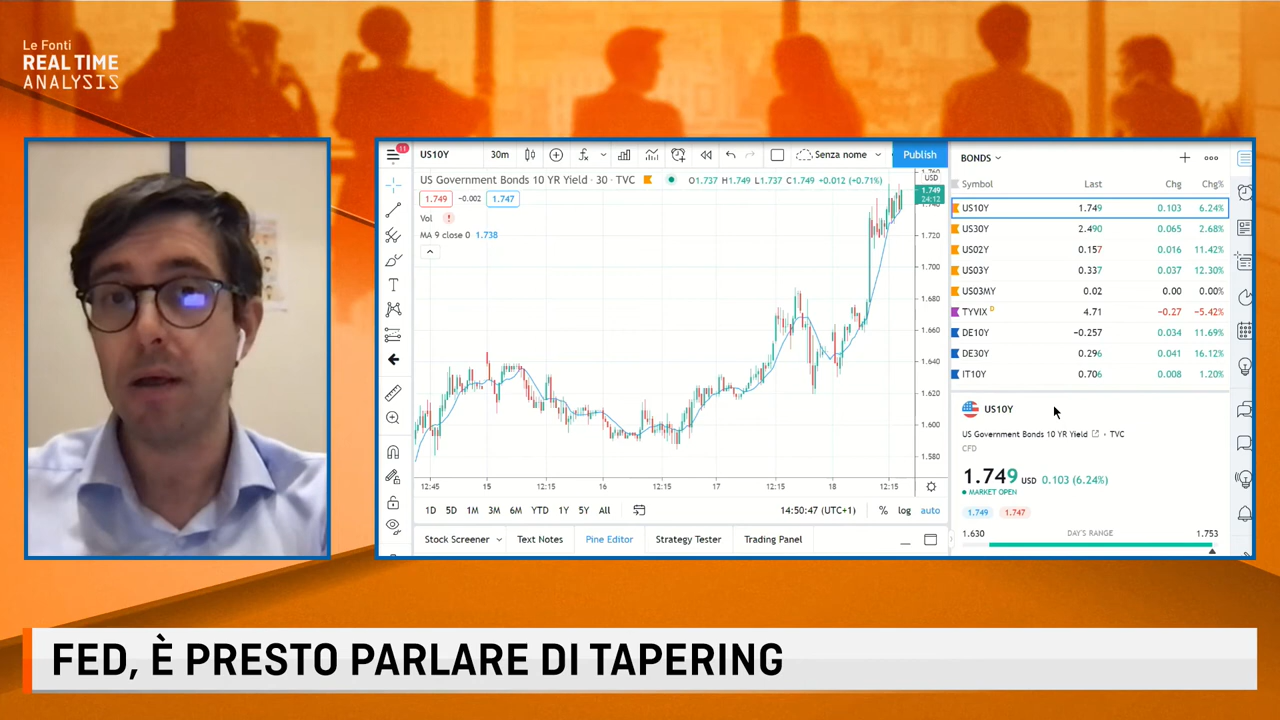 Le Fonti
REAL TIME
ANALYSIS
11
US10Y 30m Senza nome Publish
US Government Bonds 10 YR Yield · 30 · TVC O1.737 H1.749 L1.737 C1.749 +0.012 (+0.71%)
1.749 -0.002 1.747
Vol !
MA 9 close 0 1.738
USD
1.749
24:12
1.720
1.700
1.680
1.660
1.640
1.620
1.600
1.580
12:45 15 12:15 16 12:15 17 12:15 18 12:15
1D 5D 1M 3M 6M YTD 1Y 5Y All 14:50:47 (UTC+1) % log auto
Stock Screener Text Notes Pine Editor Strategy Tester Trading Panel
BONDS
Symbol Last Chg Chg%
US10Y 1.749 0.103 6.24%
US30Y 2.490 0.065 2.68%
US02Y 0.157 0.016 11.42%
US03Y 0.337 0.037 12.30%
US03MY 0.02 0.00 0.00%
TYVIX D 4.71 −0.27 −5.42%
DE10Y −0.257 0.034 11.69%
DE30Y 0.296 0.041 16.12%
IT10Y 0.706 0.008 1.20%
US10Y
US Government Bonds 10 YR Yield · TVC
CFD
1.749 USD 0.103 (6.24%)
MARKET OPEN
1.749 1.747
1.630 DAY'S RANGE 1.753
FED, È PRESTO PARLARE DI TAPERING